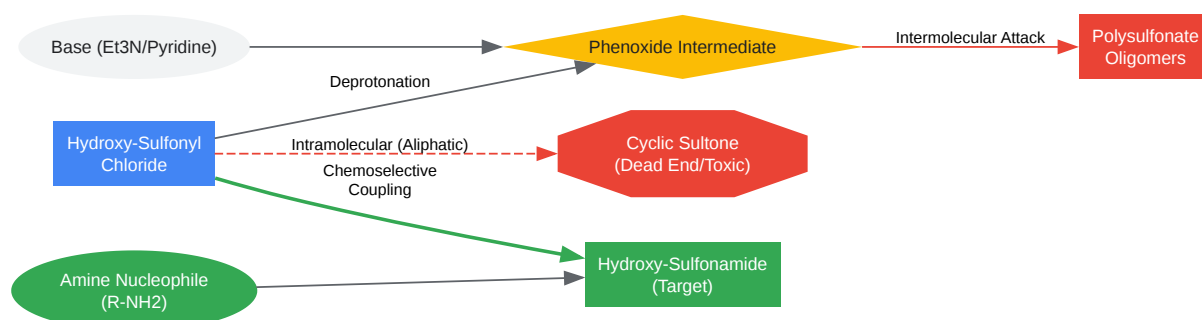 Base (Et3N/Pyridine)
Phenoxide Intermediate
Intermolecular Attack
Polysulfonate
Oligomers
Deprotonation
Hydroxy-Sulfonyl
Chloride
Intramolecular (Aliphatic)
Cyclic Sultone
(Dead End/Toxic)
Chemoselective
Coupling
Hydroxy-Sulfonamide
(Target)
Amine Nucleophile
(R-NH2)